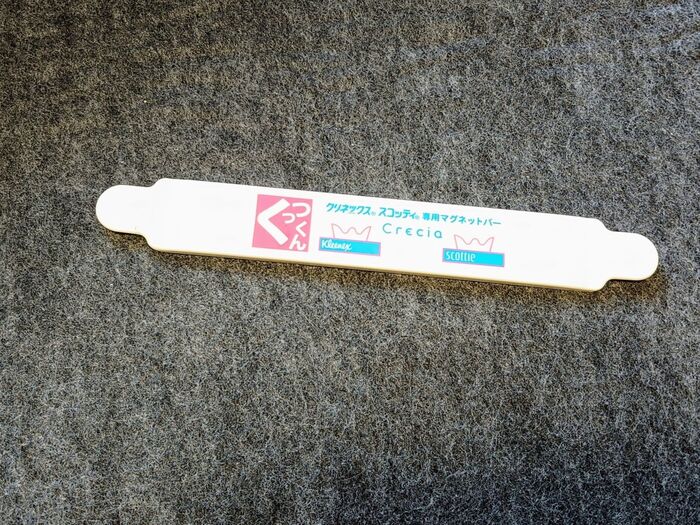 くっつくん
クリネックス® スコッティ® 専用マグネットバー
Crecia
Kleenex
scottie